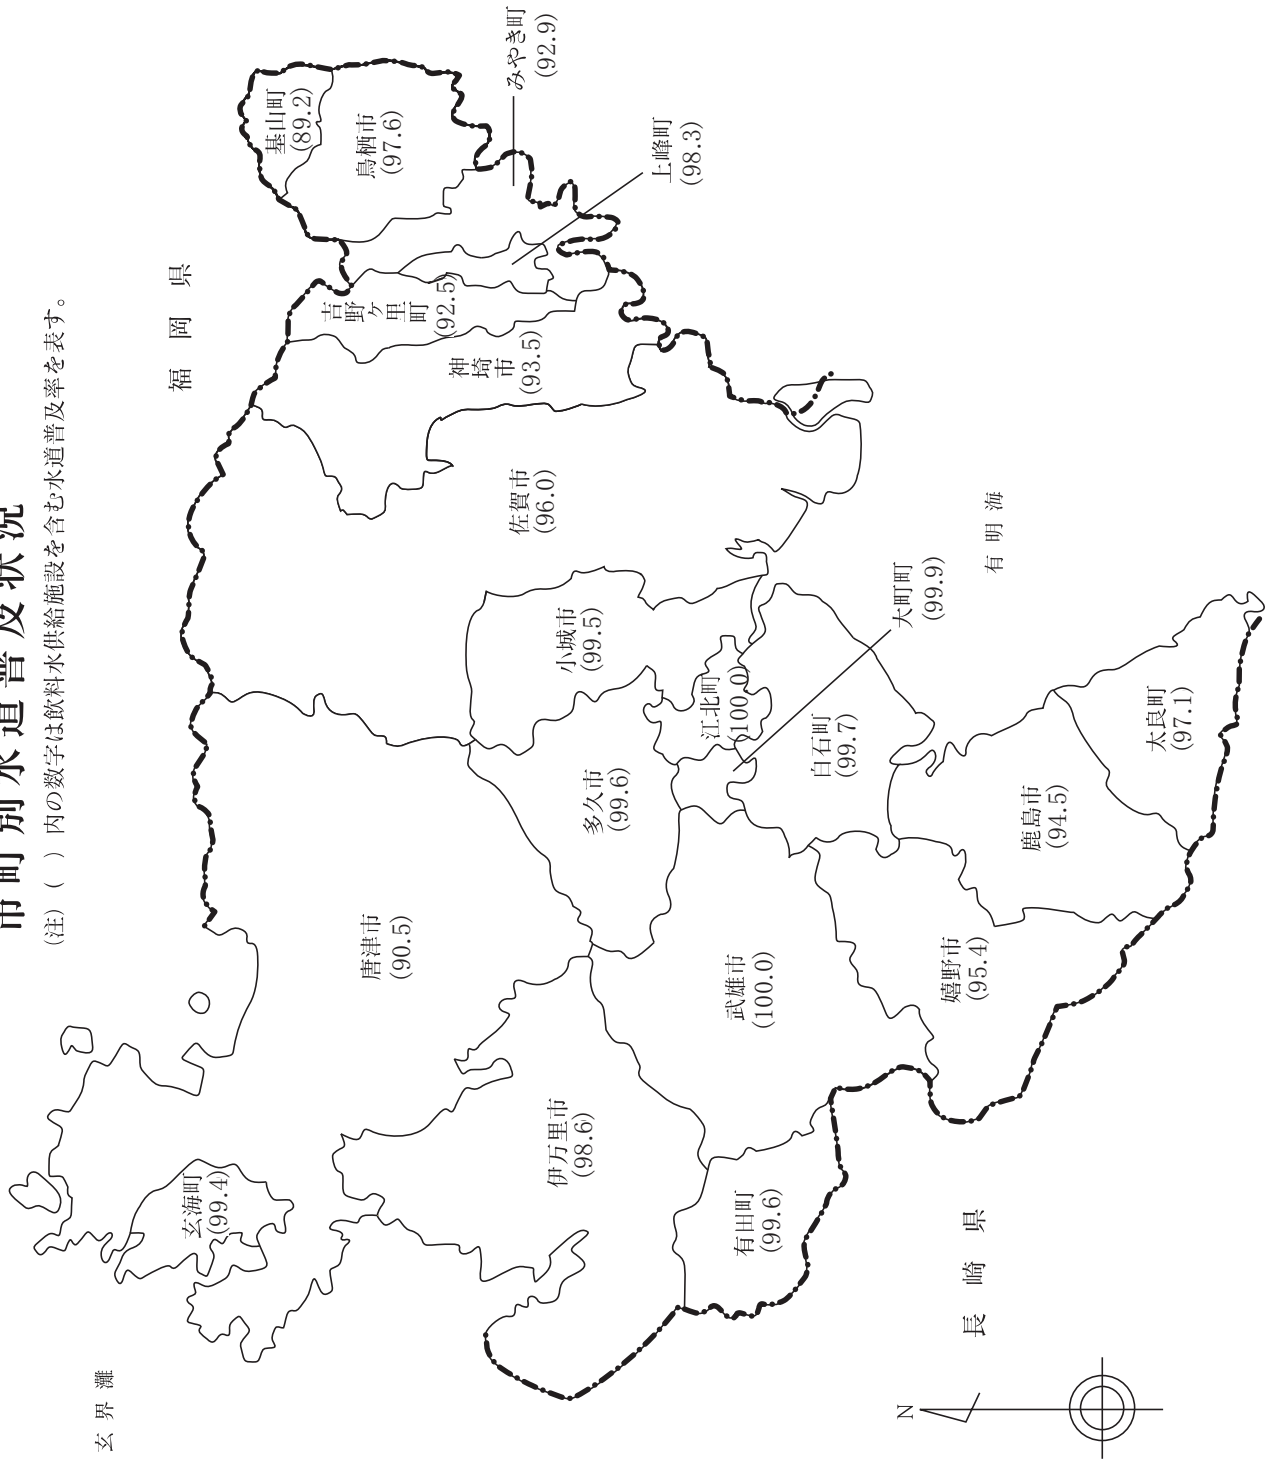 市町別水道普及状況
(注)( )内の数字は飲料水供給施設を含む水道普及率を表す。
玄界灘
福岡県
有明海
長崎県
N
基山町
(89.2)
鳥栖市
(97.6)
みやき町
(92.9)
上峰町
(98.3)
吉野ヶ里町
(92.5)
神埼市
(93.5)
佐賀市
(96.0)
小城市
(99.5)
大町町
(99.9)
江北町
(100.0)
白石町
(99.7)
多久市
(99.6)
太良町
(97.1)
鹿島市
(94.5)
唐津市
(90.5)
武雄市
(100.0)
嬉野市
(95.4)
玄海町
(99.4)
伊万里市
(98.6)
有田町
(99.6)